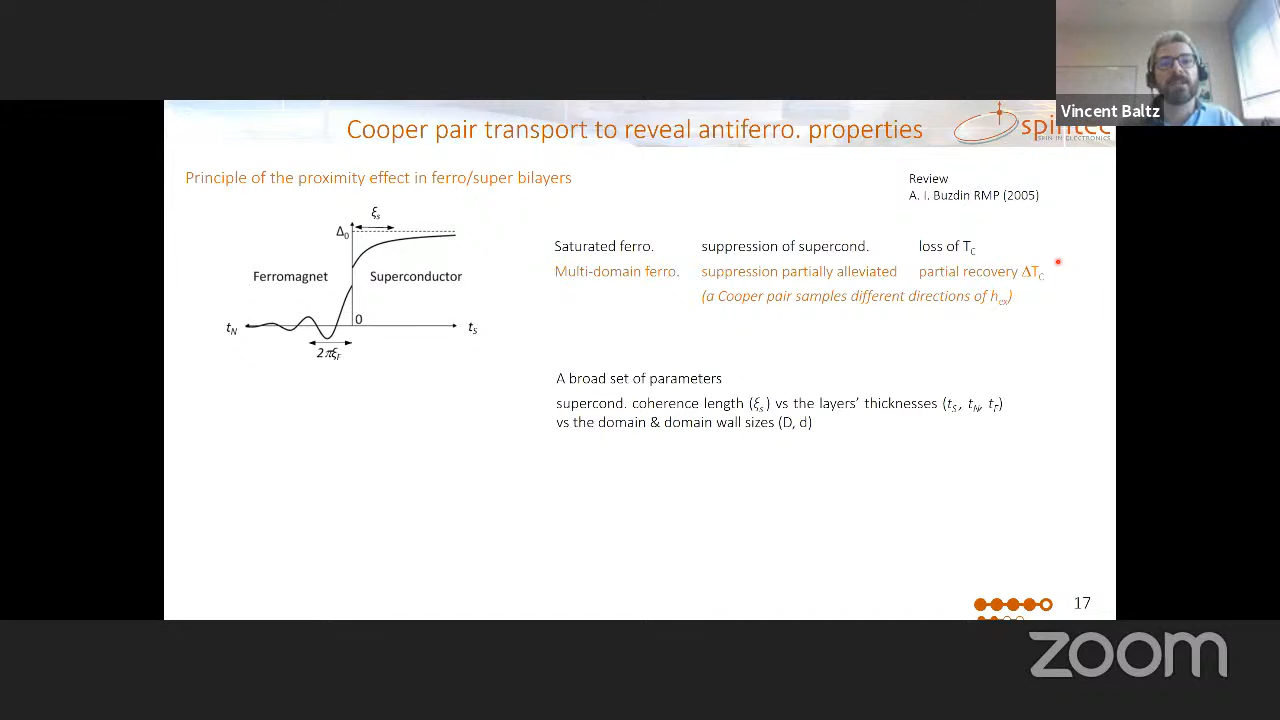 Vincent Baltz
Cooper pair transport to reveal antiferro. properties
spintec
SPIN IN ELECTRONICS
Principle of the proximity effect in ferro/super bilayers
Review
A. I. Buzdin RMP (2005)
ξs
Δ0
Ferromagnet
Superconductor
0
tN
tS
2πξF
Saturated ferro. suppression of supercond. loss of TC
Multi-domain ferro. suppression partially alleviated partial recovery ΔTC
(a Cooper pair samples different directions of hex)
A broad set of parameters
supercond. coherence length (ξs) vs the layers’ thicknesses (tS, tN, tF)
vs the domain & domain wall sizes (D, d)
17
zoom